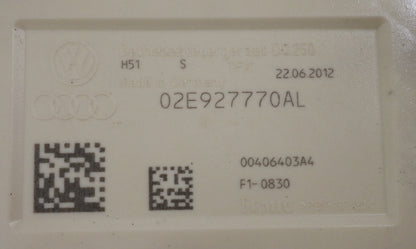 H51 S
22.06.2012
Made in Germany
02E927770AL
00406403A4
F1-0830